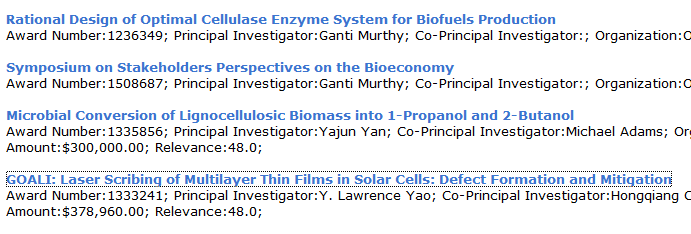 Rational Design of Optimal Cellulase Enzyme System for Biofuels Production
Award Number:1236349; Principal Investigator:Ganti Murthy; Co-Principal Investigator:; Organization:O
Symposium on Stakeholders Perspectives on the Bioeconomy
Award Number:1508687; Principal Investigator:Ganti Murthy; Co-Principal Investigator:; Organization:O
Microbial Conversion of Lignocellulosic Biomass into 1-Propanol and 2-Butanol
Award Number:1335856; Principal Investigator:Yajun Yan; Co-Principal Investigator:Michael Adams; Org
Amount:$300,000.00; Relevance:48.0;
GOALI: Laser Scribing of Multilayer Thin Films in Solar Cells: Defect Formation and Mitigation
Award Number:1333241; Principal Investigator:Y. Lawrence Yao; Co-Principal Investigator:Hongqiang C
Amount:$378,960.00; Relevance:48.0;